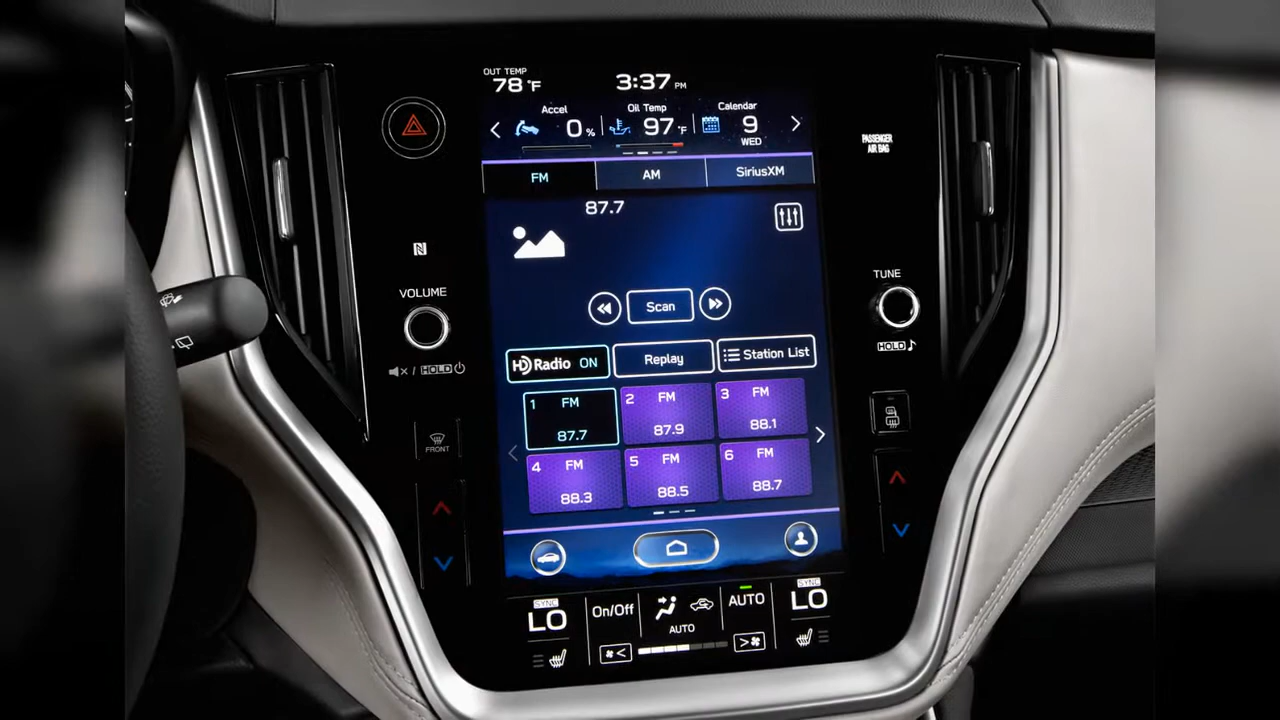 OUT TEMP
78 °F
3:37 PM
Accel
0 %
Oil Temp
97 °F
Calendar
9
WED
PASSENGER
AIR BAG
FM
AM
SiriusXM
87.7
N
VOLUME
TUNE
Scan
HOLD
HOLD
HD Radio ON
Replay
Station List
1 FM
87.7
2 FM
87.9
3 FM
88.1
4 FM
88.3
5 FM
88.5
6 FM
88.7
FRONT
SYNC
LO
On/Off
AUTO
AUTO
SYNC
LO